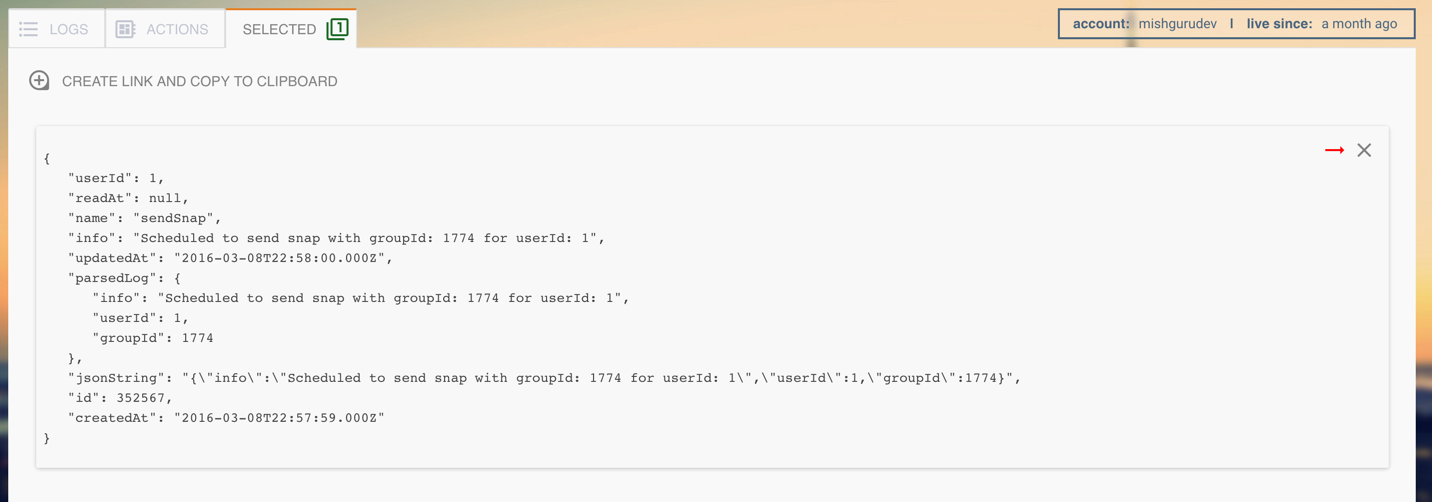 LOGS ACTIONS SELECTED 1 account: mishgurudev | live since: a month ago
CREATE LINK AND COPY TO CLIPBOARD
{
"userId": 1,
"readAt": null,
"name": "sendSnap",
"info": "Scheduled to send snap with groupId: 1774 for userId: 1",
"updatedAt": "2016-03-08T22:58:00.000Z",
"parsedLog": {
"info": "Scheduled to send snap with groupId: 1774 for userId: 1",
"userId": 1,
"groupId": 1774
},
"jsonString": "{\"info\":\"Scheduled to send snap with groupId: 1774 for userId: 1\",\"userId\":1,\"groupId\":1774}",
"id": 352567,
"createdAt": "2016-03-08T22:57:59.000Z"
}